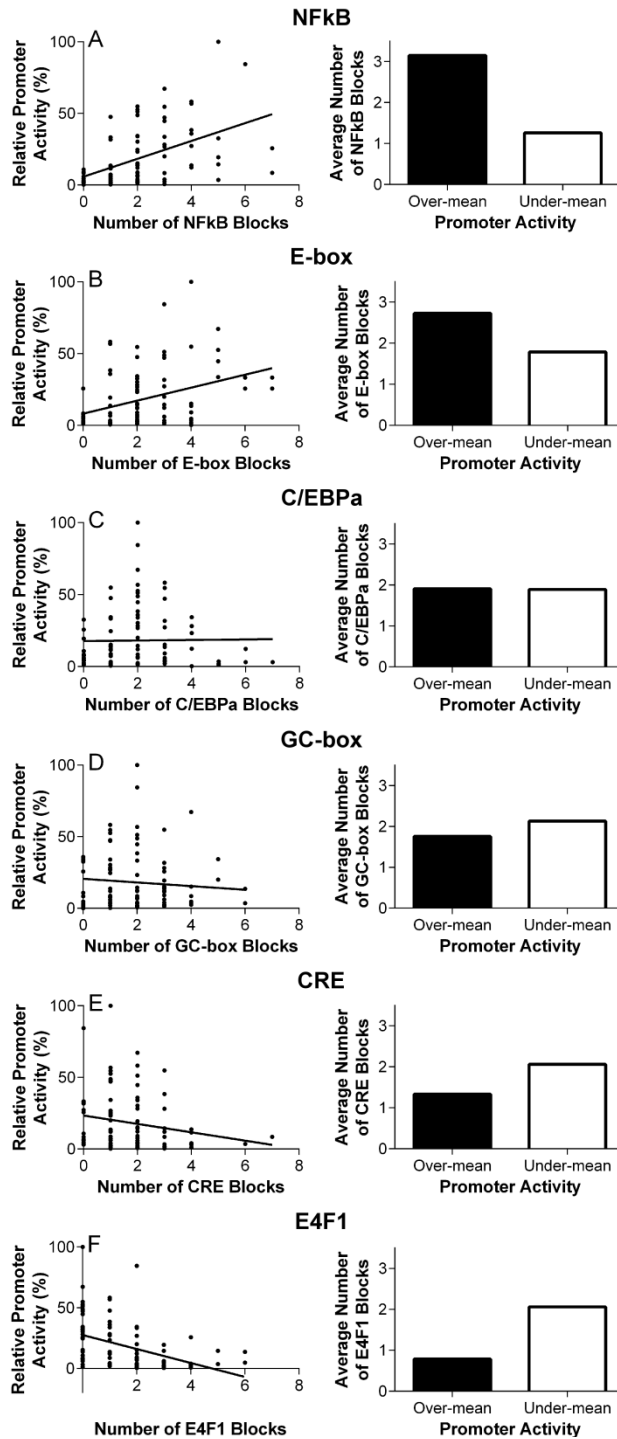 NFkB
A
Relative Promoter
Activity (%)
100
50
0
0 2 4 6 8
Number of NFkB Blocks
Average Number
of NFkB Blocks
3
2
1
0
Over-mean Under-mean
Promoter Activity
E-box
B
Relative Promoter
Activity (%)
100
50
0
0 2 4 6 8
Number of E-box Blocks
Average Number
of E-box Blocks
3
2
1
0
Over-mean Under-mean
Promoter Activity
C/EBPa
C
Relative Promoter
Activity (%)
100
50
0
0 2 4 6 8
Number of C/EBPa Blocks
Average Number
of C/EBPa Blocks
3
2
1
0
Over-mean Under-mean
Promoter Activity
GC-box
D
Relative Promoter
Activity (%)
100
50
0
0 2 4 6 8
Number of GC-box Blocks
Average Number
of GC-box Blocks
3
2
1
0
Over-mean Under-mean
Promoter Activity
CRE
E
Relative Promoter
Activity (%)
100
50
0
0 2 4 6 8
Number of CRE Blocks
Average Number
of CRE Blocks
3
2
1
0
Over-mean Under-mean
Promoter Activity
E4F1
F
Relative Promoter
Activity (%)
100
75
50
25
0
2 4 6 8
Number of E4F1 Blocks
Average Number
of E4F1 Blocks
3
2
1
0
Over-mean Under-mean
Promoter Activity